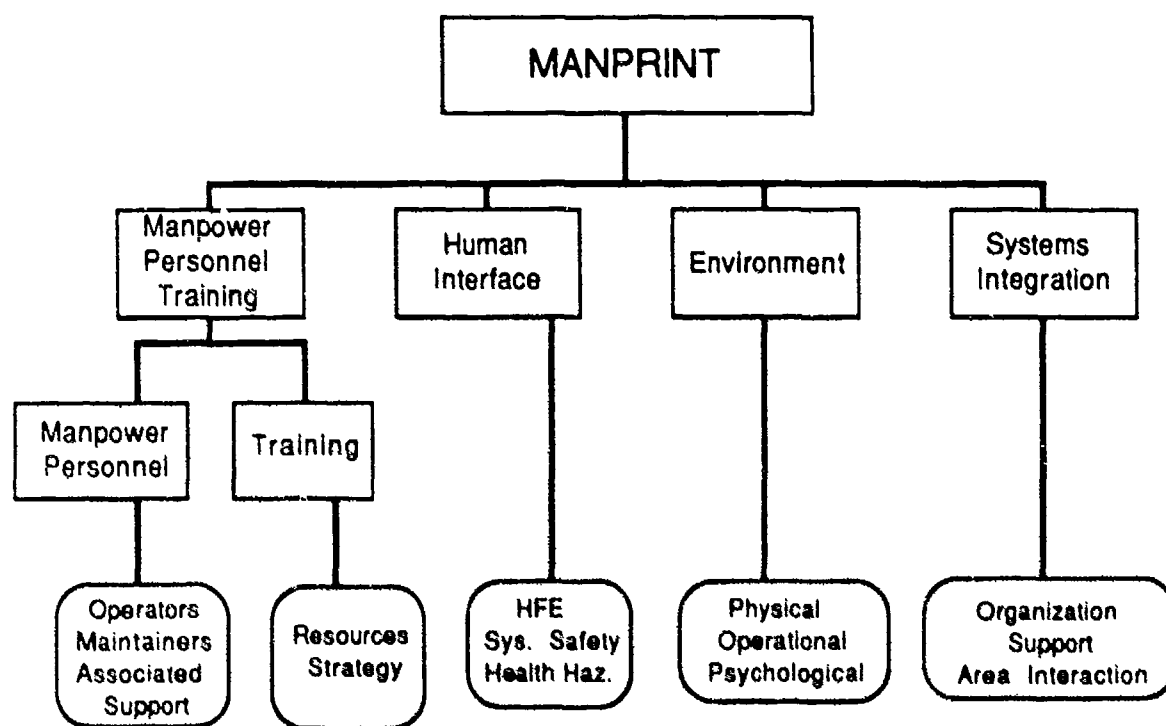 MANPRINT
Manpower
Personnel
Training
Human
Interface
Environment
Systems
Integration
Manpower
Personnel
Training
Operators
Maintainers
Associated
Support
Resources
Strategy
HFE
Sys. Safety
Health Haz.
Physical
Operational
Psychological
Organization
Support
Area Interaction